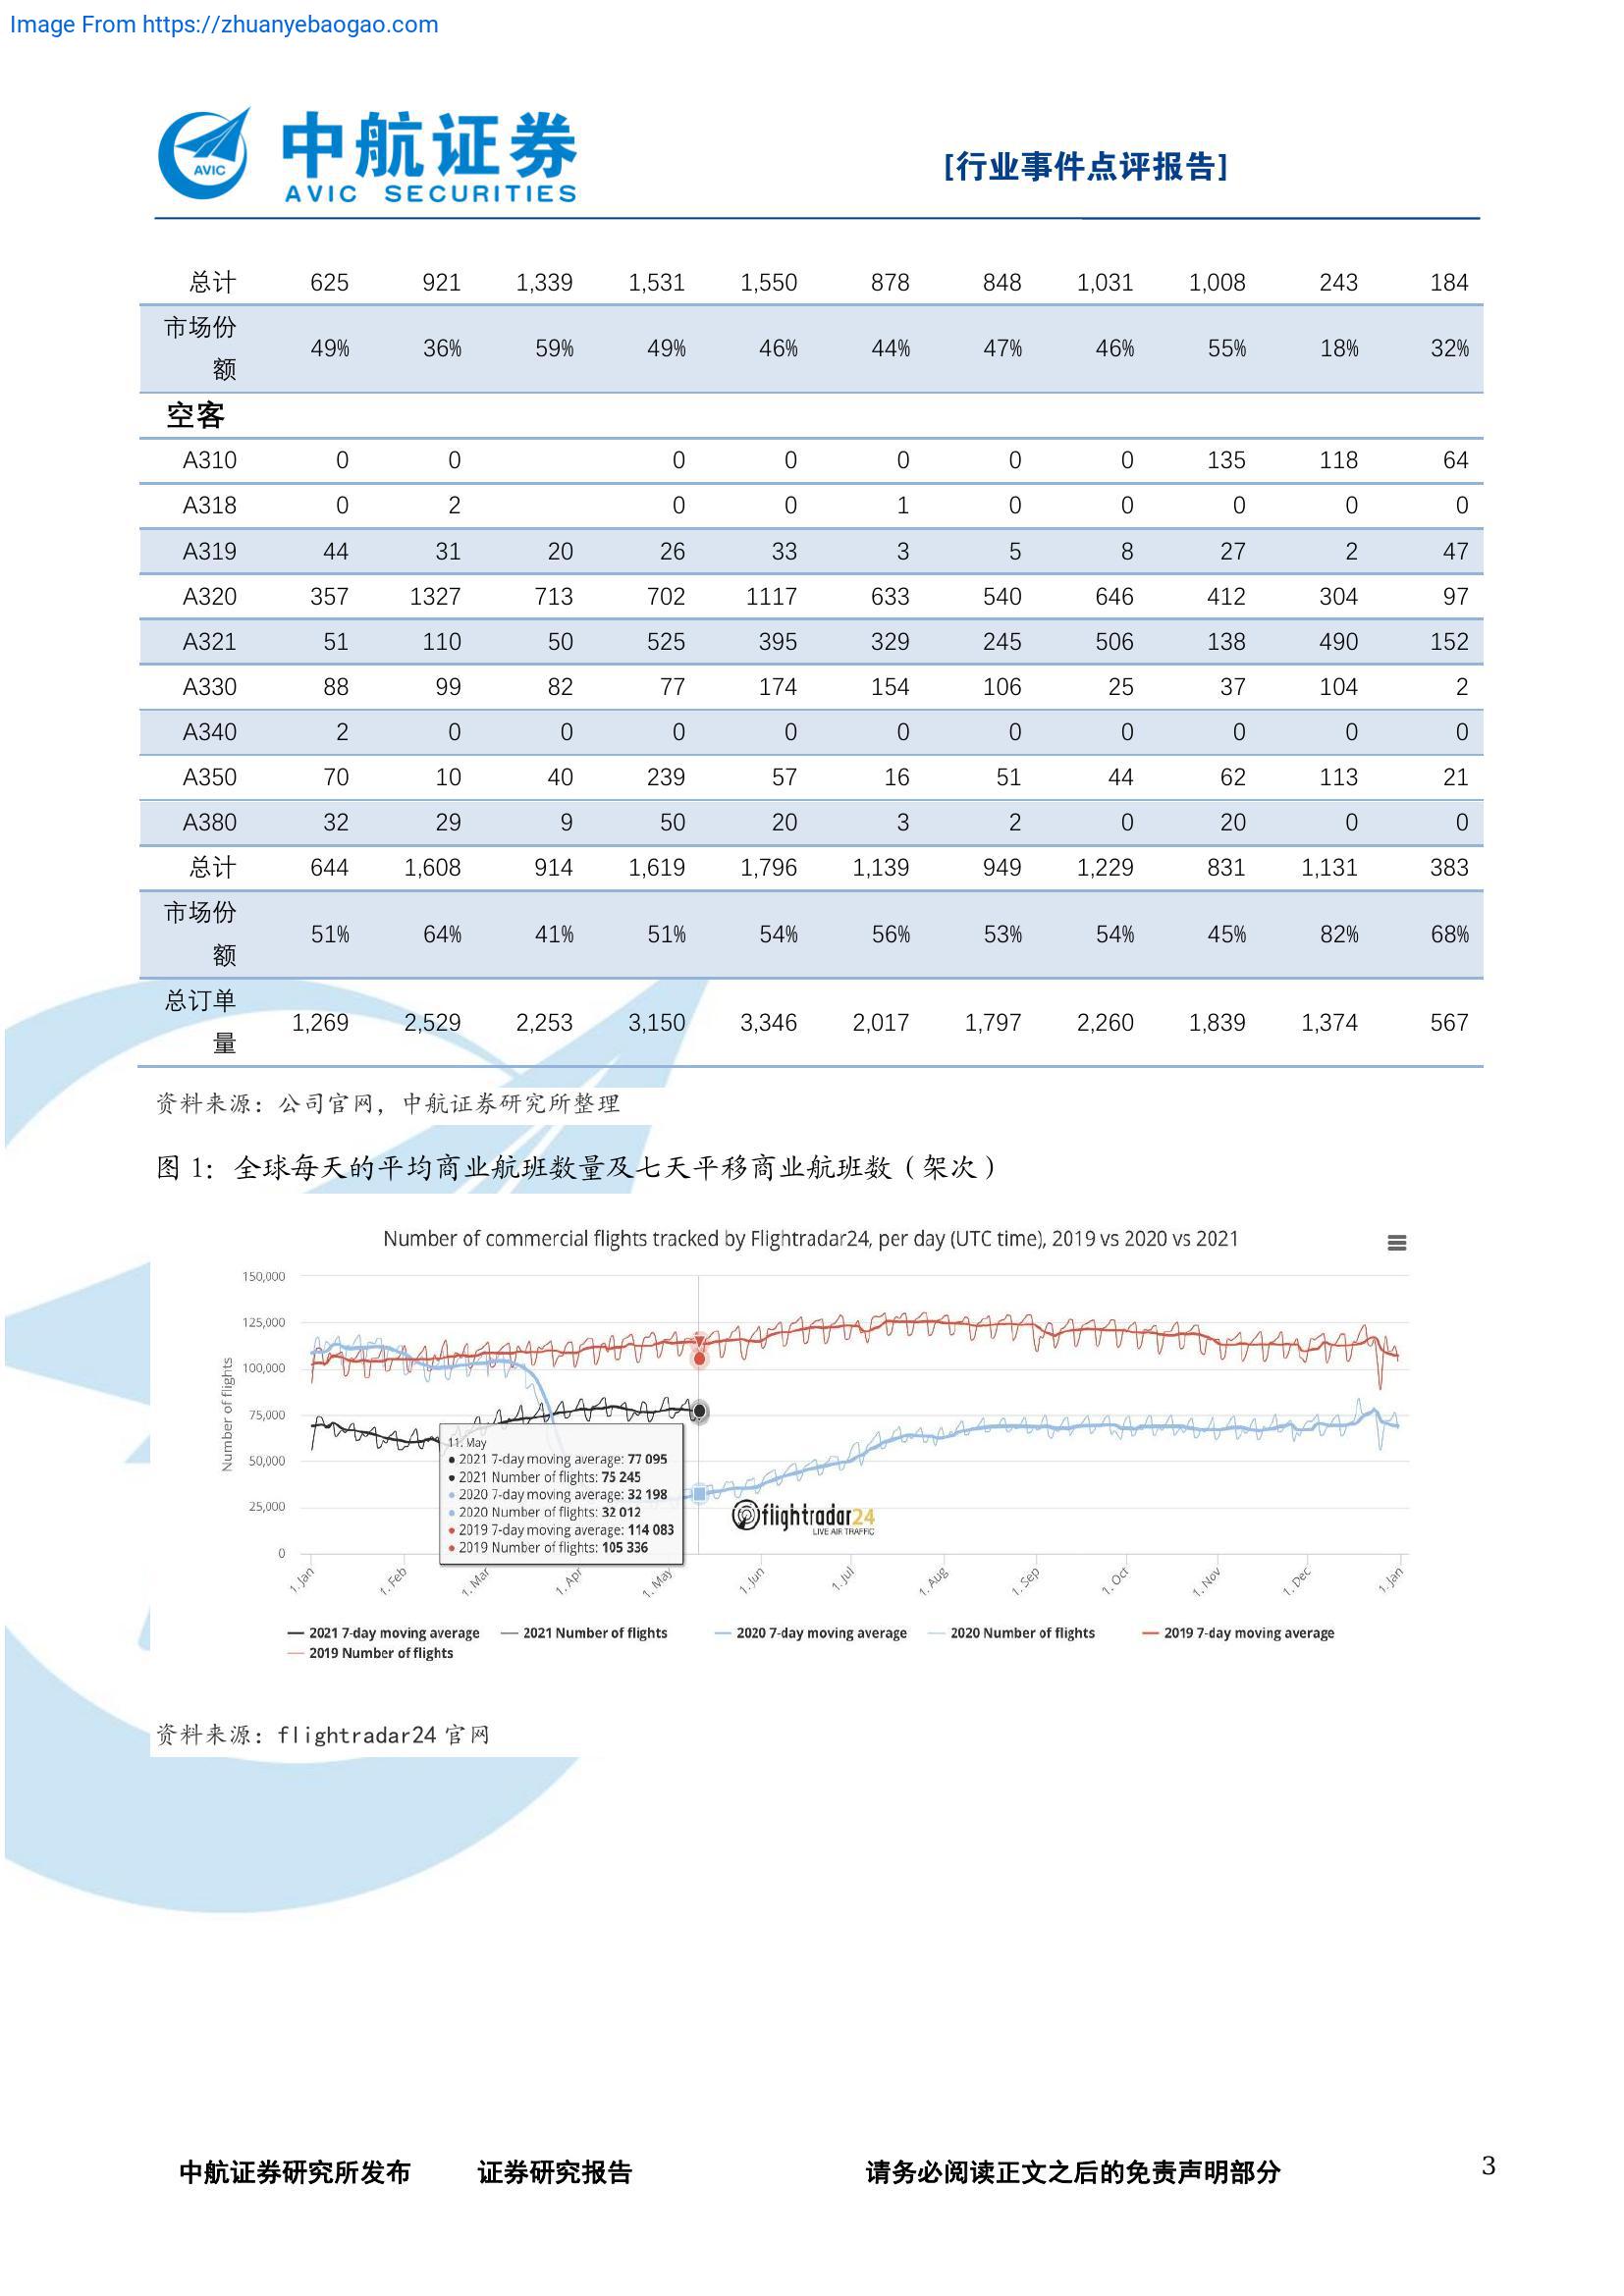 Image From https://zhuanyebaogao.com
AVIC
中航证券
AVIC SECURITIES
[行业事件点评报告]
总计 625 921 1,339 1,531 1,550 878 848 1,031 1,008 243 184
市场份
额 49% 36% 59% 49% 46% 44% 47% 46% 55% 18% 32%
空客
A310 0 0 0 0 0 0 0 135 118 64
A318 0 2 0 0 1 0 0 0 0 0
A319 44 31 20 26 33 3 5 8 27 2 47
A320 357 1327 713 702 1117 633 540 646 412 304 97
A321 51 110 50 525 395 329 245 506 138 490 152
A330 88 99 82 77 174 154 106 25 37 104 2
A340 2 0 0 0 0 0 0 0 0 0 0
A350 70 10 40 239 57 16 51 44 62 113 21
A380 32 29 9 50 20 3 2 0 20 0 0
总计 644 1,608 914 1,619 1,796 1,139 949 1,229 831 1,131 383
市场份
额 51% 64% 41% 51% 54% 56% 53% 54% 45% 82% 68%
总订单
量 1,269 2,529 2,253 3,150 3,346 2,017 1,797 2,260 1,839 1,374 567
资料来源：公司官网，中航证券研究所整理
图 1：全球每天的平均商业航班数量及七天平移商业航班数（架次）
Number of commercial flights tracked by Flightradar24, per day (UTC time), 2019 vs 2020 vs 2021
Number of flights
150,000
125,000
100,000
75,000
50,000
25,000
0
11. May
2021 7-day moving average: 77 095
2021 Number of flights: 75 245
2020 7-day moving average: 32 198
2020 Number of flights: 32 012
2019 7-day moving average: 114 083
2019 Number of flights: 105 336
flightradar24
LIVE AIR TRAFFIC
1. Jan 1. Feb 1. Mar 1. Apr 1. May 1. Jun 1. Jul 1. Aug 1. Sep 1. Oct 1. Nov 1. Dec 1. Jan
2021 7-day moving average 2021 Number of flights 2020 7-day moving average 2020 Number of flights 2019 7-day moving average
2019 Number of flights
资料来源：flightradar24 官网
中航证券研究所发布 证券研究报告 请务必阅读正文之后的免责声明部分 3